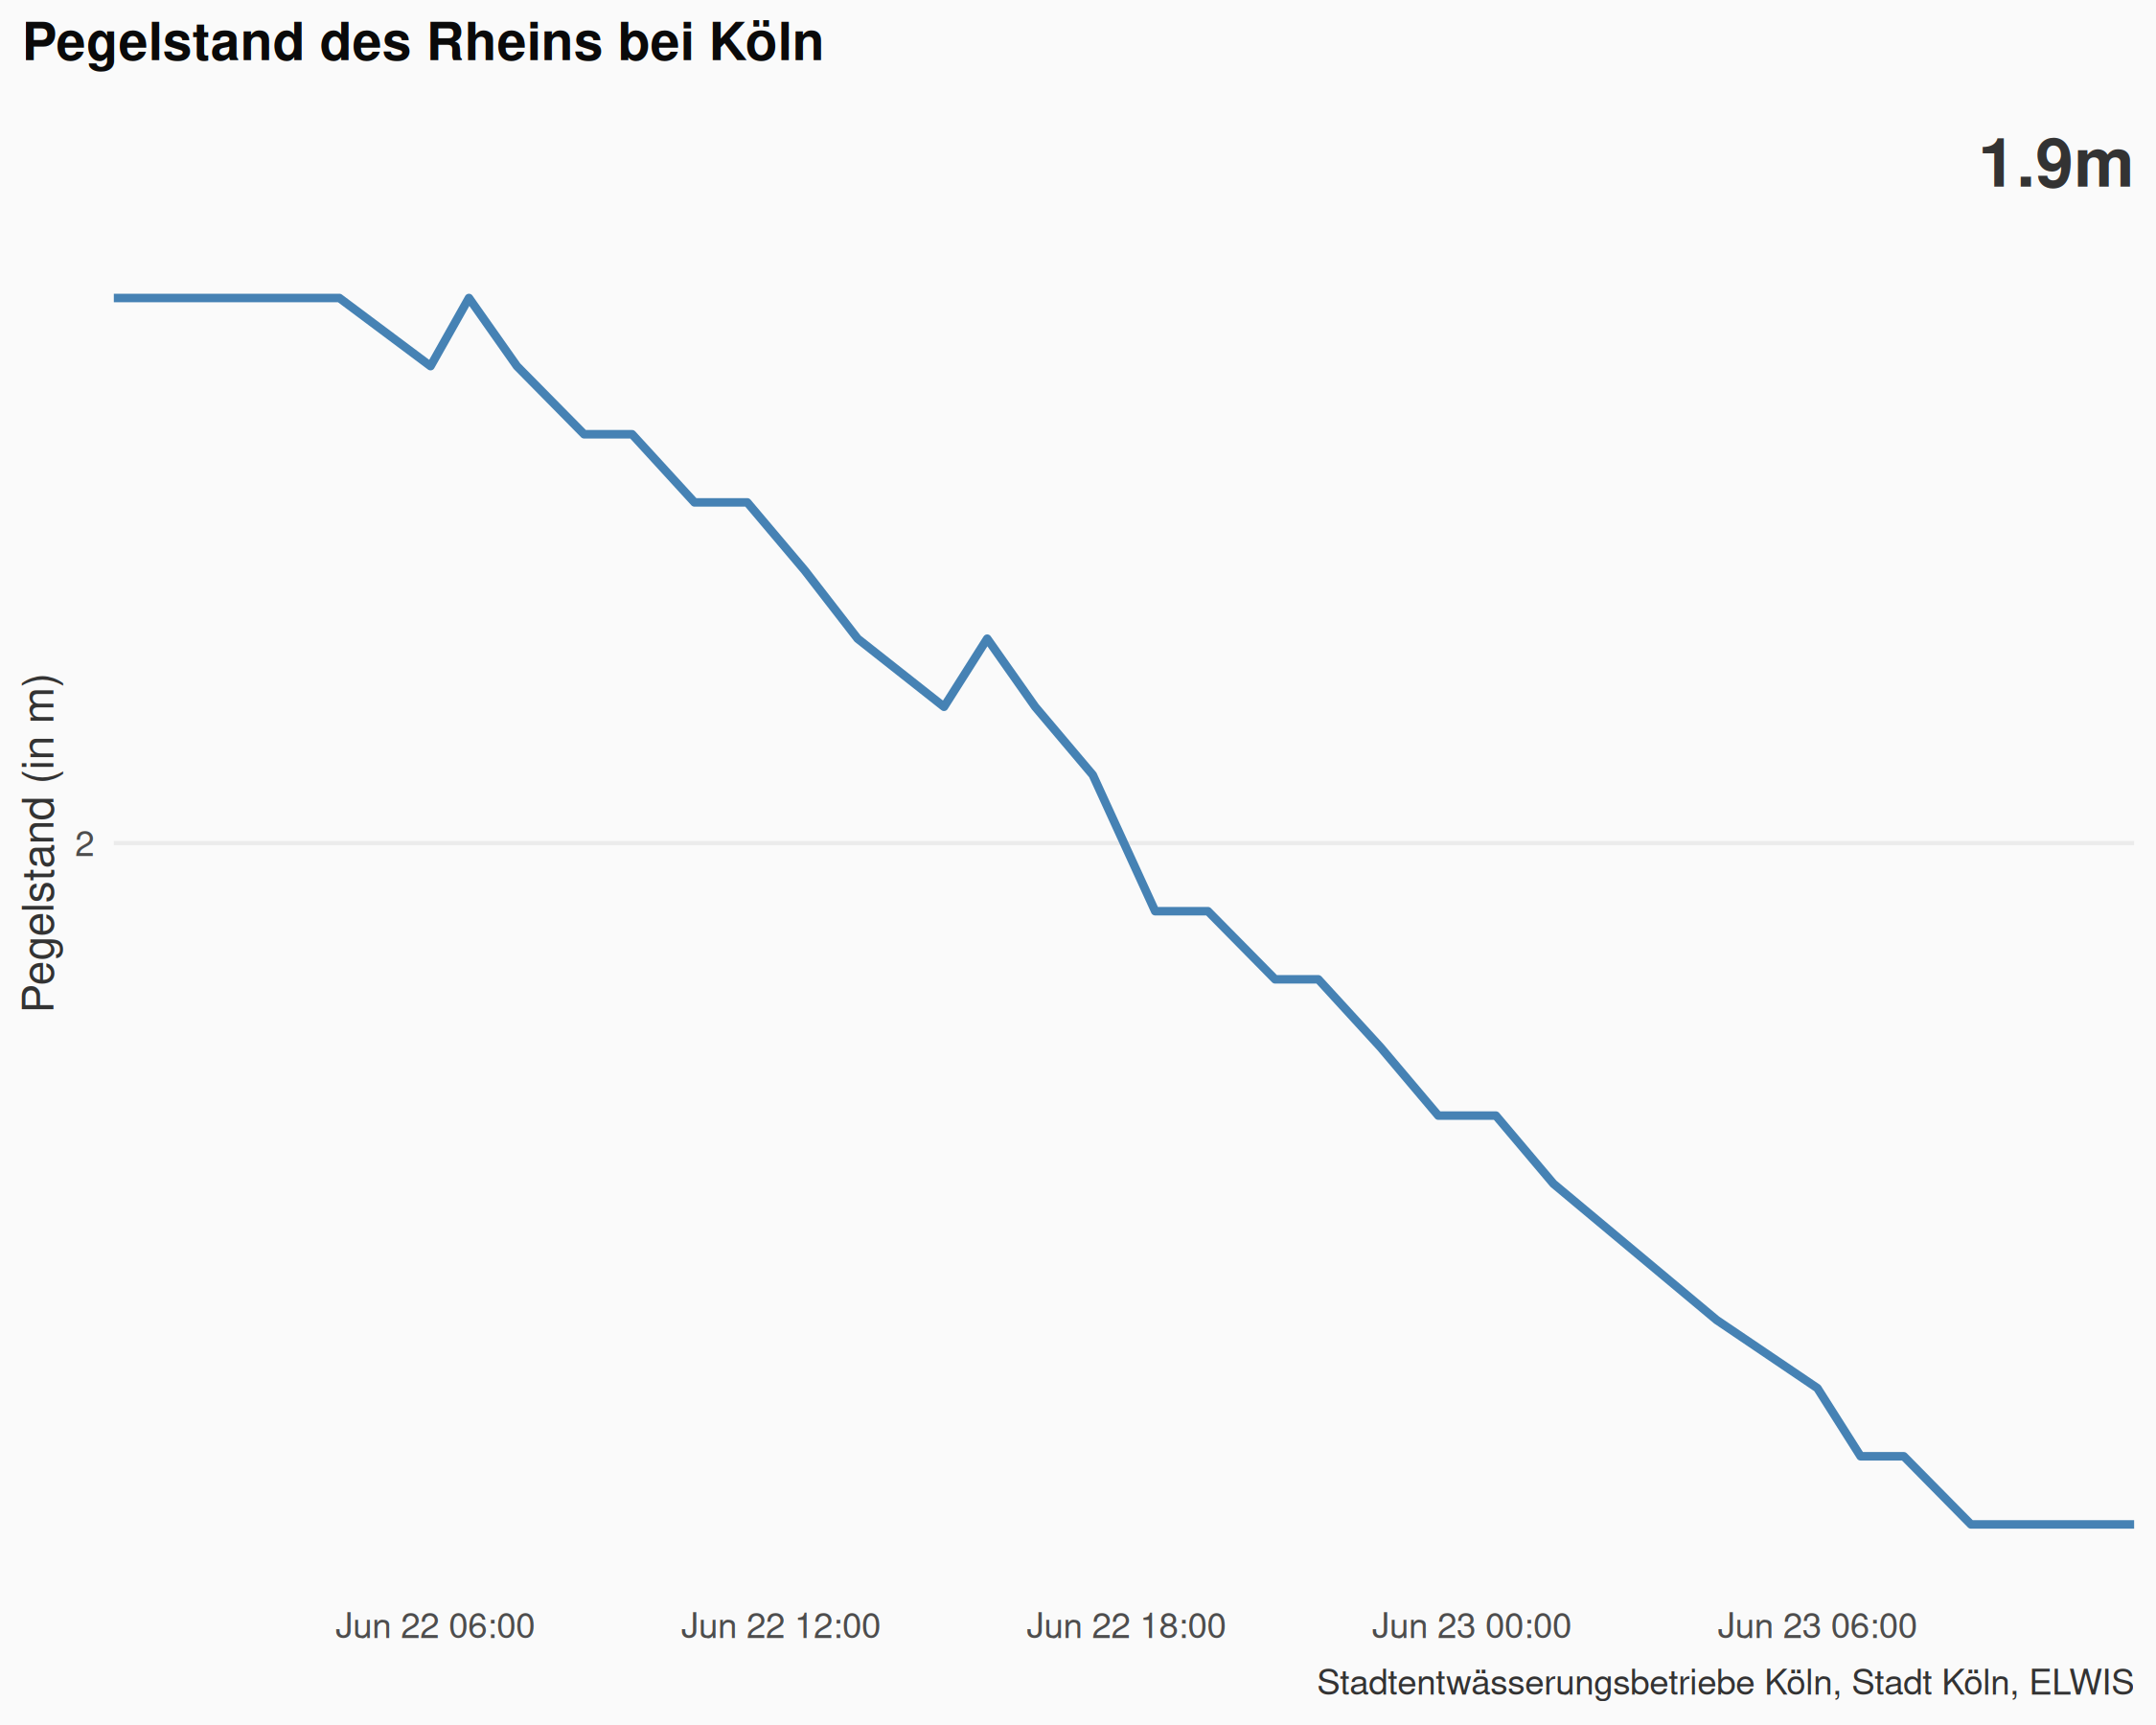 Pegelstand des Rheins bei Köln
1.9m
Pegelstand (in m)
2
Jun 22 06:00
Jun 22 12:00
Jun 22 18:00
Jun 23 00:00
Jun 23 06:00
Stadtentwässerungsbetriebe Köln, Stadt Köln, ELWIS